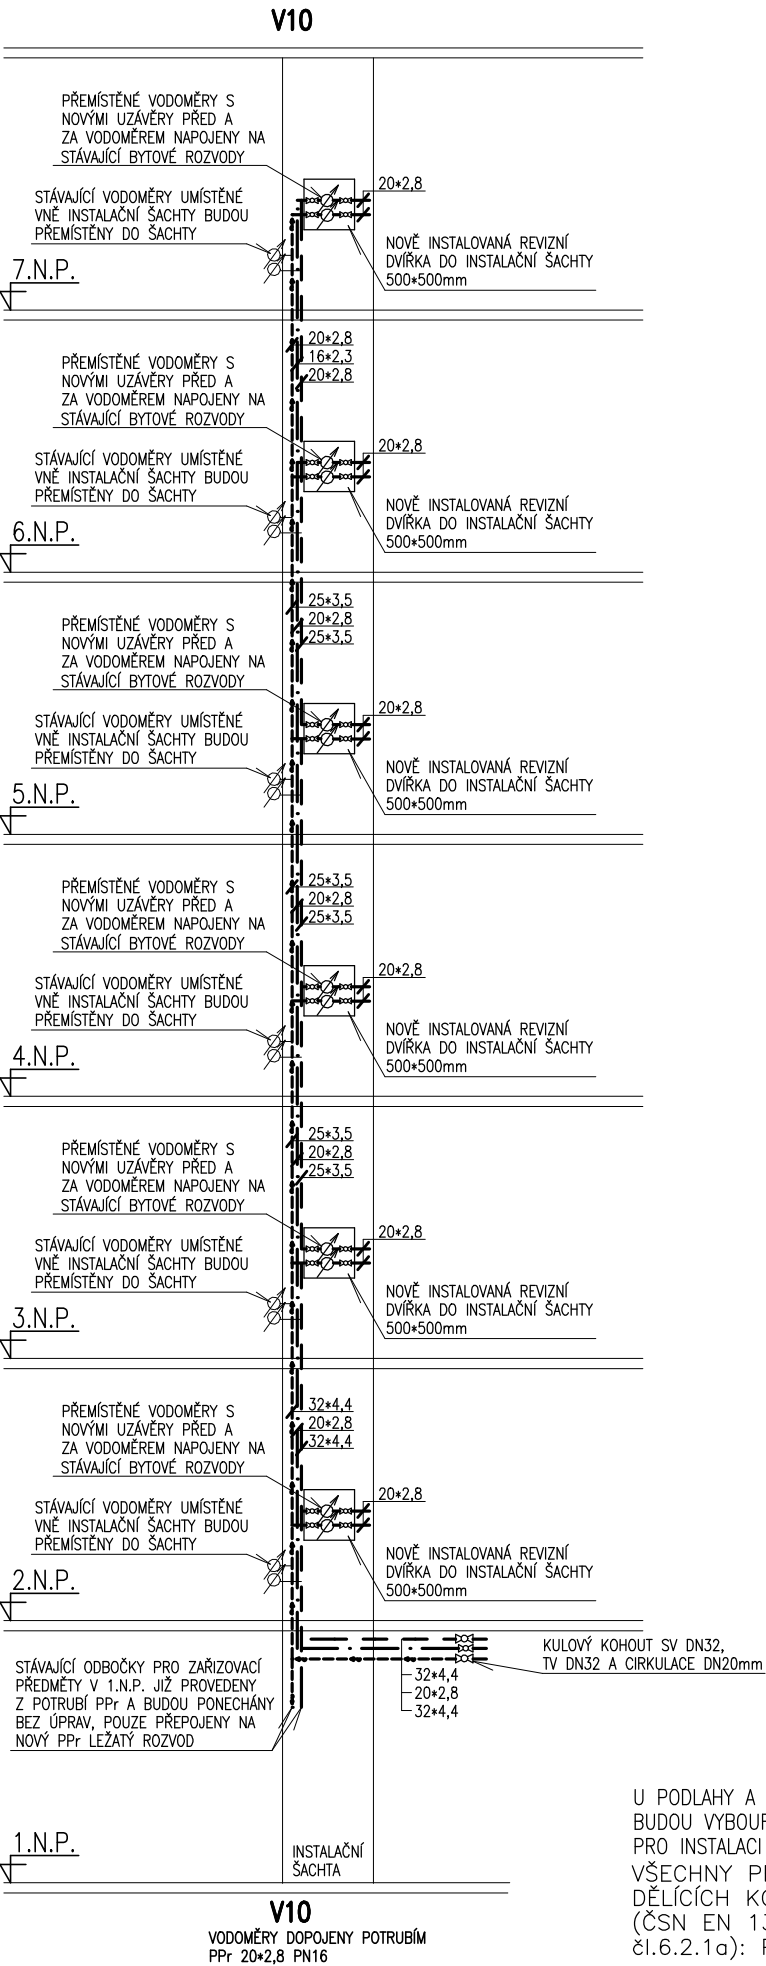 V10
PŘEMÍSTĚNÉ VODOMĚRY S
NOVÝMI UZÁVĚRY PŘED A
ZA VODOMĚREM NAPOJENY NA
STÁVAJÍCÍ BYTOVÉ ROZVODY
20*2,8
STÁVAJÍCÍ VODOMĚRY UMÍSTĚNÉ
VNĚ INSTALAČNÍ ŠACHTY BUDOU
PŘEMÍSTĚNY DO ŠACHTY
NOVĚ INSTALOVANÁ REVIZNÍ
DVÍŘKA DO INSTALAČNÍ ŠACHTY
500*500mm
7.N.P.
20*2,8
16*2,3
20*2,8
PŘEMÍSTĚNÉ VODOMĚRY S
NOVÝMI UZÁVĚRY PŘED A
ZA VODOMĚREM NAPOJENY NA
STÁVAJÍCÍ BYTOVÉ ROZVODY
20*2,8
STÁVAJÍCÍ VODOMĚRY UMÍSTĚNÉ
VNĚ INSTALAČNÍ ŠACHTY BUDOU
PŘEMÍSTĚNY DO ŠACHTY
NOVĚ INSTALOVANÁ REVIZNÍ
DVÍŘKA DO INSTALAČNÍ ŠACHTY
500*500mm
6.N.P.
25*3,5
20*2,8
25*3,5
PŘEMÍSTĚNÉ VODOMĚRY S
NOVÝMI UZÁVĚRY PŘED A
ZA VODOMĚREM NAPOJENY NA
STÁVAJÍCÍ BYTOVÉ ROZVODY
20*2,8
STÁVAJÍCÍ VODOMĚRY UMÍSTĚNÉ
VNĚ INSTALAČNÍ ŠACHTY BUDOU
PŘEMÍSTĚNY DO ŠACHTY
NOVĚ INSTALOVANÁ REVIZNÍ
DVÍŘKA DO INSTALAČNÍ ŠACHTY
500*500mm
5.N.P.
25*3,5
20*2,8
25*3,5
PŘEMÍSTĚNÉ VODOMĚRY S
NOVÝMI UZÁVĚRY PŘED A
ZA VODOMĚREM NAPOJENY NA
STÁVAJÍCÍ BYTOVÉ ROZVODY
20*2,8
STÁVAJÍCÍ VODOMĚRY UMÍSTĚNÉ
VNĚ INSTALAČNÍ ŠACHTY BUDOU
PŘEMÍSTĚNY DO ŠACHTY
NOVĚ INSTALOVANÁ REVIZNÍ
DVÍŘKA DO INSTALAČNÍ ŠACHTY
500*500mm
4.N.P.
25*3,5
20*2,8
25*3,5
PŘEMÍSTĚNÉ VODOMĚRY S
NOVÝMI UZÁVĚRY PŘED A
ZA VODOMĚREM NAPOJENY NA
STÁVAJÍCÍ BYTOVÉ ROZVODY
20*2,8
STÁVAJÍCÍ VODOMĚRY UMÍSTĚNÉ
VNĚ INSTALAČNÍ ŠACHTY BUDOU
PŘEMÍSTĚNY DO ŠACHTY
NOVĚ INSTALOVANÁ REVIZNÍ
DVÍŘKA DO INSTALAČNÍ ŠACHTY
500*500mm
3.N.P.
32*4,4
20*2,8
32*4,4
PŘEMÍSTĚNÉ VODOMĚRY S
NOVÝMI UZÁVĚRY PŘED A
ZA VODOMĚREM NAPOJENY NA
STÁVAJÍCÍ BYTOVÉ ROZVODY
20*2,8
STÁVAJÍCÍ VODOMĚRY UMÍSTĚNÉ
VNĚ INSTALAČNÍ ŠACHTY BUDOU
PŘEMÍSTĚNY DO ŠACHTY
NOVĚ INSTALOVANÁ REVIZNÍ
DVÍŘKA DO INSTALAČNÍ ŠACHTY
500*500mm
2.N.P.
KULOVÝ KOHOUT SV DN32,
TV DN32 A CIRKULACE DN20mm
32*4,4
20*2,8
32*4,4
STÁVAJÍCÍ ODBOČKY PRO ZAŘIZOVACÍ
PŘEDMĚTY V 1.N.P. JIŽ PROVEDENY
Z POTRUBÍ PPr A BUDOU PONECHÁNY
BEZ ÚPRAV, POUZE PŘEPOJENY NA
NOVÝ PPr LEŽATÝ ROZVOD
1.N.P.
INSTALAČNÍ
ŠACHTA
V10
VODOMĚRY DOPOJENY POTRUBÍM
PPr 20*2,8 PN16
U PODLAHY A
BUDOU
PRO INSTALACI
VŠECHNY
DĚLÍCÍCH
(ČSN EN
čl.6.2.1a):